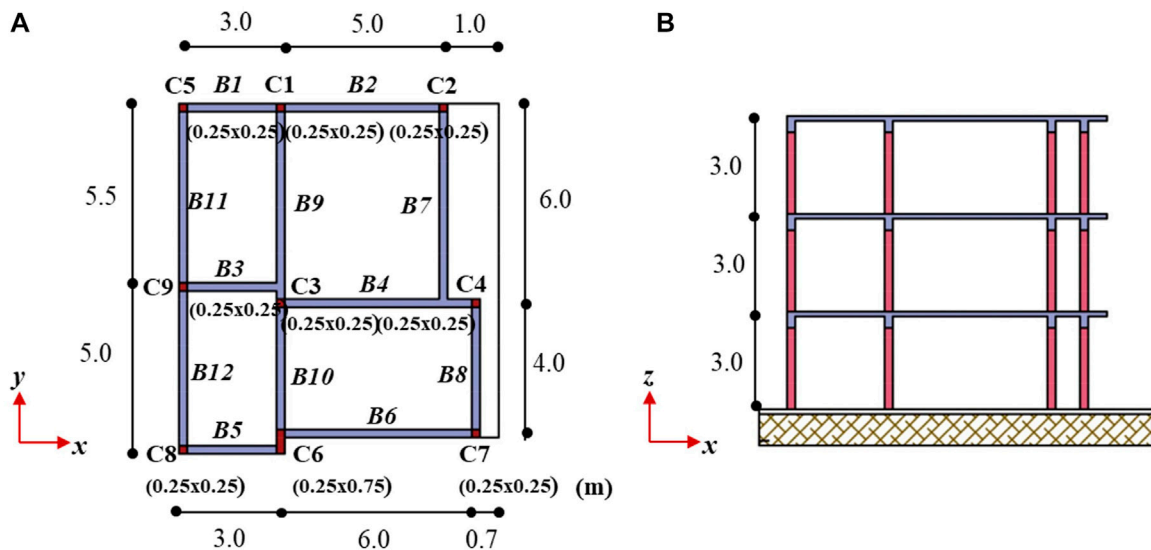 A
3.0 5.0 1.0
B
C5 B1 C1 B2 C2
(0.25x0.25) (0.25x0.25) (0.25x0.25)
5.5
B11 B9 B7
6.0
3.0
3.0
3.0
C9 B3 C3 B4 C4
(0.25x0.25) (0.25x0.25) (0.25x0.25)
5.0
B12 B10 B8
4.0
y
x
z
x
B5 B6
C8 C6 C7
(0.25x0.25) (0.25x0.75) (0.25x0.25) (m)
3.0 6.0 0.7